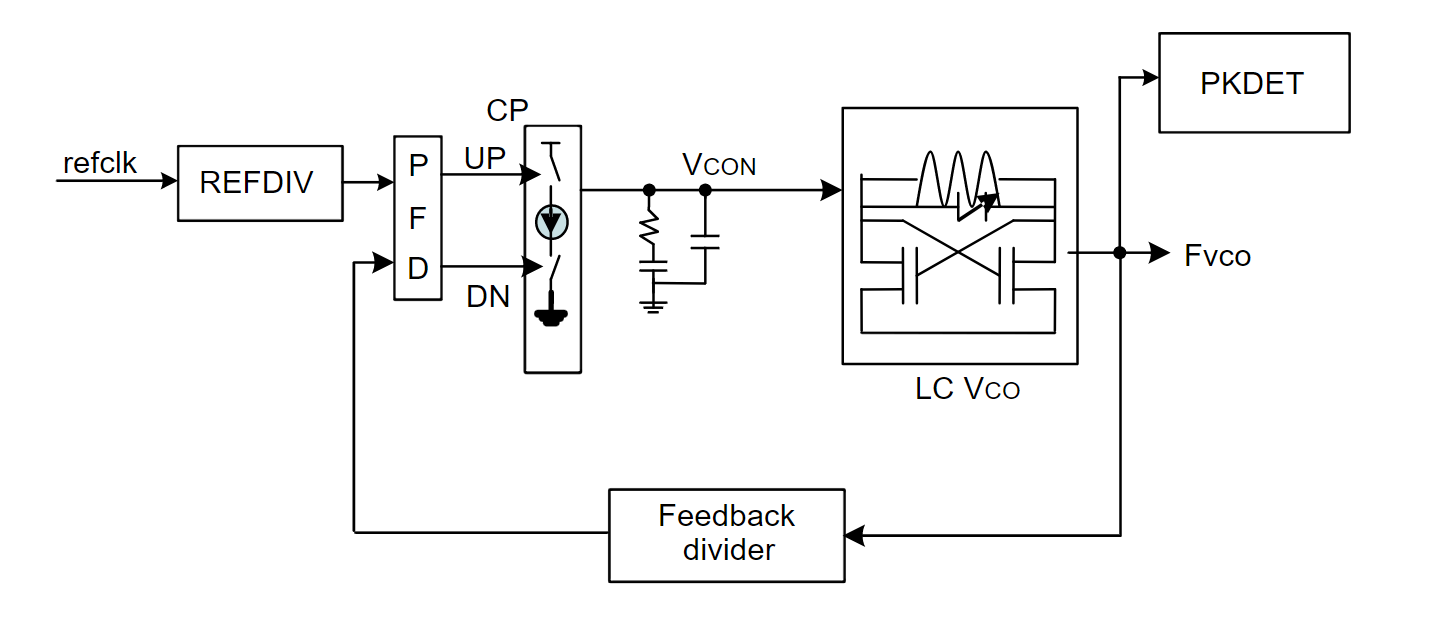 PKDET
CP
refclk
REFDIV
P
F
D
UP
DN
VCON
Fvco
LC VCO
Feedback
divider